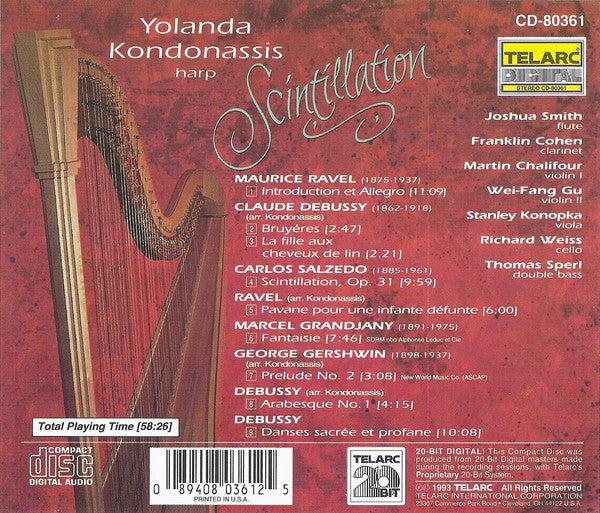 Yolanda
Kondonassis
harp
Scintillation
CD-80361
TELARC
DIGITAL
STEREO CD-80361
Joshua Smith
flute
Franklin Cohen
clarinet
Martin Chalifour
violin I
Wei-Fang Gu
violin II
Stanley Konopka
viola
Richard Weiss
cello
Thomas Sperl
double bass
MAURICE RAVEL (1875-1937)
1 Introduction et Allegro [11:09]
CLAUDE DEBUSSY (1862-1918)
(arr. Kondonassis)
2 Bruyéres [2:47]
3 La fille aux
cheveux de lin [2:21]
CARLOS SALZEDO (1885-1961)
4 Scintillation, Op. 31 [9:59]
RAVEL (arr. Kondonassis)
5 Pavane pour une infante défunte [6:00]
MARCEL GRANDJANY (1891-1975)
6 Fantaisie [7:46] SDRM obo Alphonse Leduc et Cie
GEORGE GERSHWIN (1898-1937)
(arr. Kondonassis)
7 Prelude No. 2 [3:08] New World Music Co. (ASCAP)
DEBUSSY (arr. Kondonassis)
8 Arabesque No. 1 [4:15]
DEBUSSY
9 Danses sacrée et profane [10:08]
Total Playing Time [58:26]
COMPACT
disc
DIGITAL AUDIO
0 89408 03612 5
PRINTED IN U.S.A.
TELARC
20
BIT
20-BIT DIGITAL! This Compact Disc was
produced from 20-Bit Digital masters made
during the recording sessions, with Telarc's
Proprietary 20-Bit System.
℗© 1993 TELARC All Rights Reserved
TELARC INTERNATIONAL CORPORATION
23307 Commerce Park Road • Cleveland, OH 44122 U.S.A.